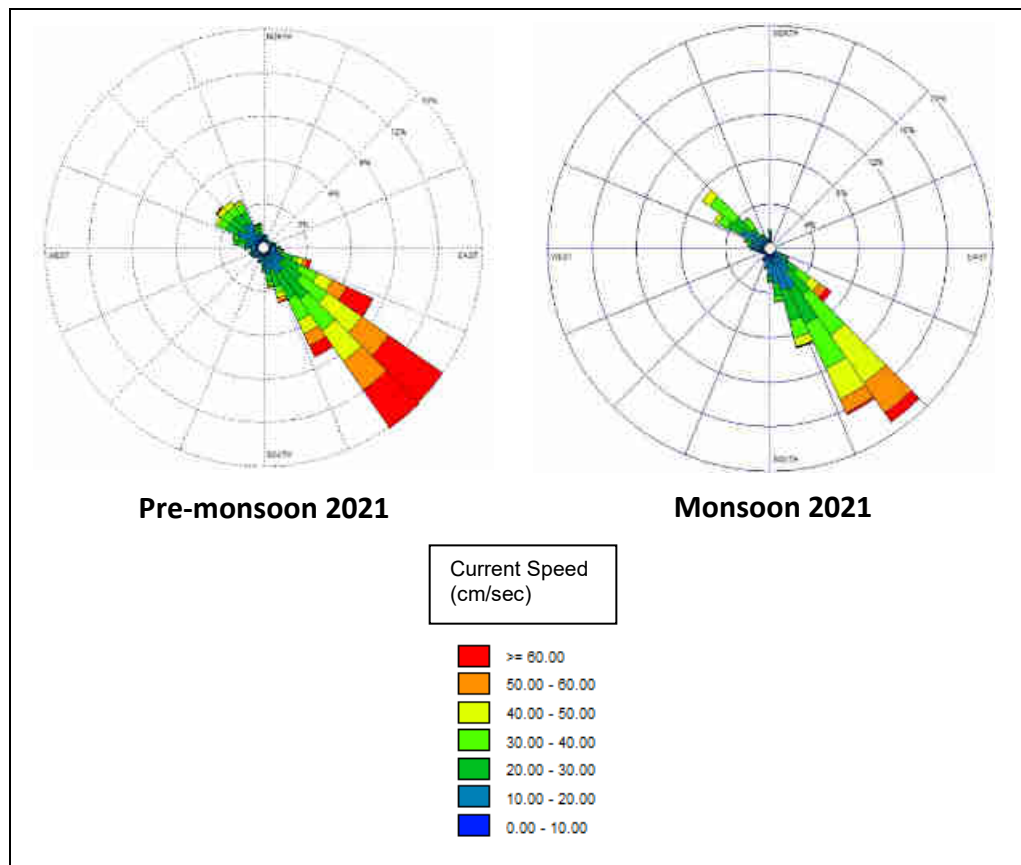 NORTH
NORTH
WEST
EAST
WEST
EAST
SOUTH
SOUTH
Pre-monsoon 2021
Monsoon 2021
Current Speed
(cm/sec)
>= 60.00
50.00 - 60.00
40.00 - 50.00
30.00 - 40.00
20.00 - 30.00
10.00 - 20.00
0.00 - 10.00